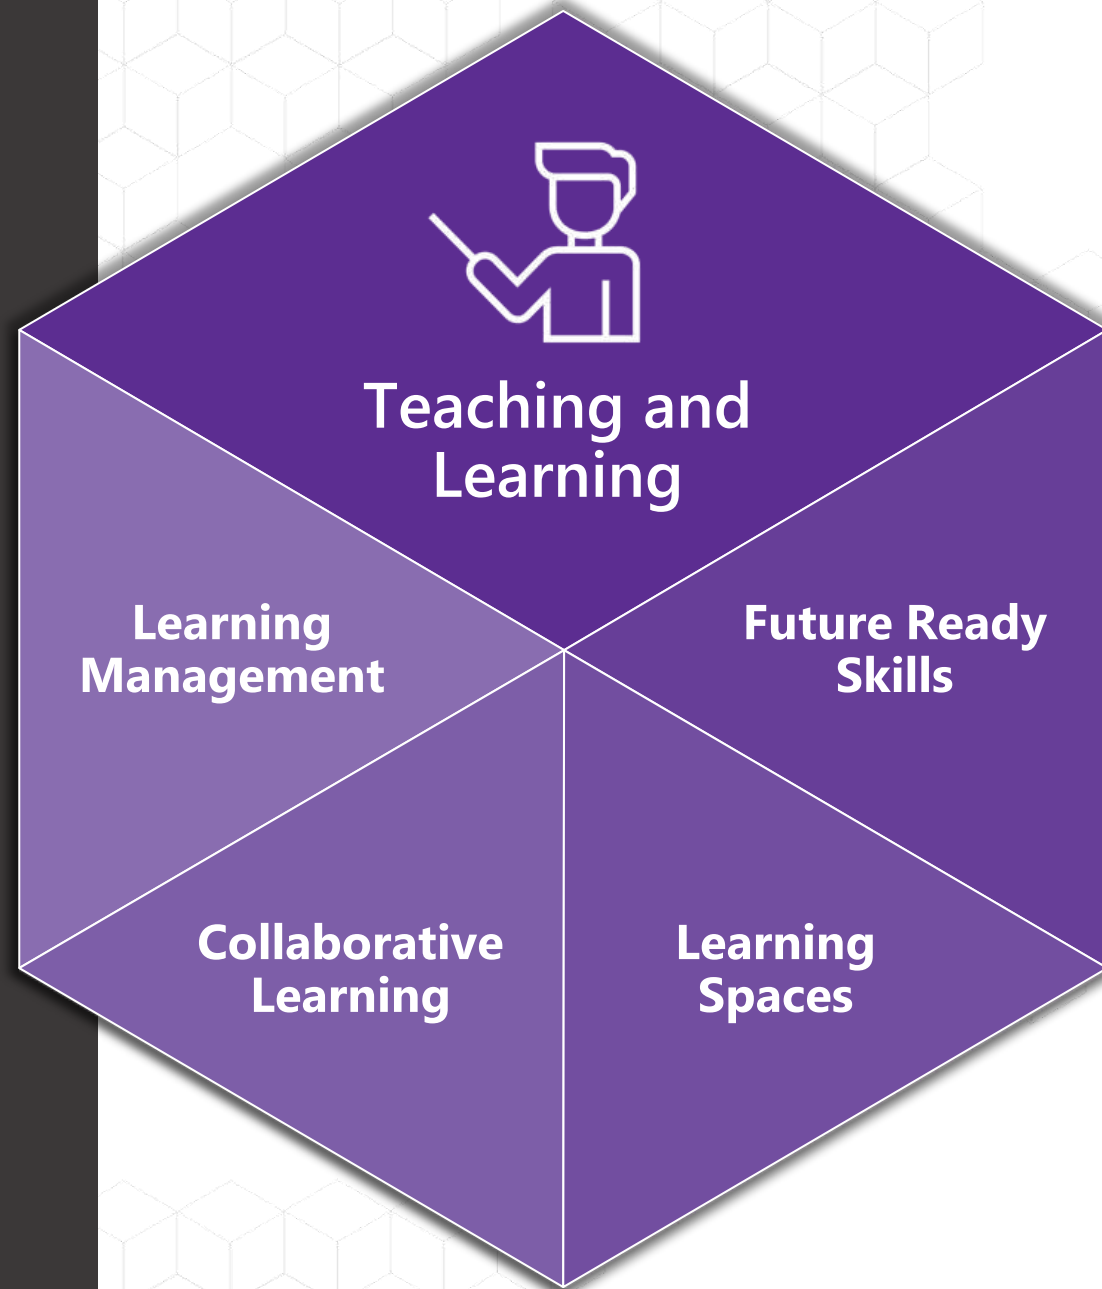 Teaching and
Learning
Learning
Management
Future Ready
Skills
Collaborative
Learning
Learning
Spaces